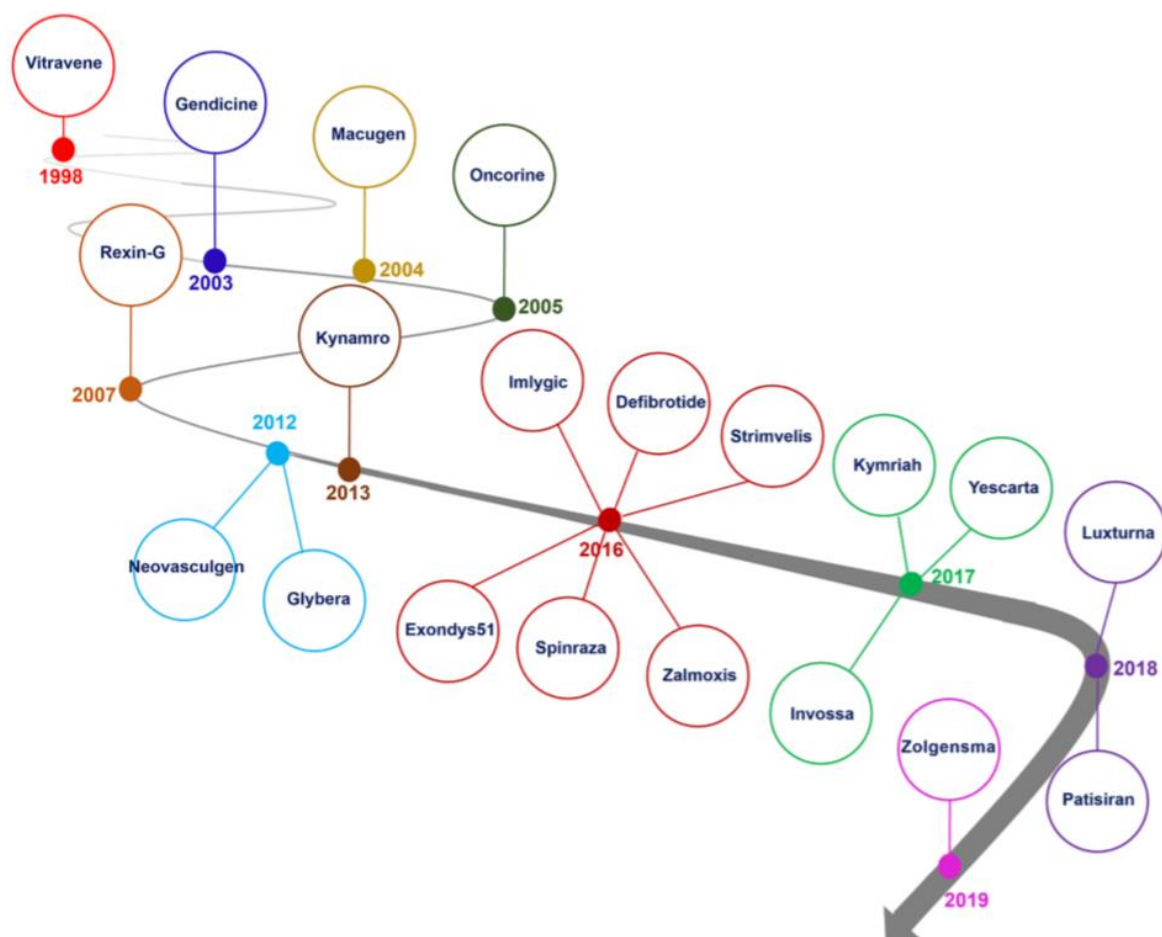 Vitravene
1998
Gendicine
2003
Macugen
2004
Oncorine
2005
Rexin-G
2007
2012
Neovasculgen
Glybera
Kynamro
2013
Imlygic
Defibrotide
Strimvelis
2016
Exondys51
Spinraza
Zalmoxis
Kymriah
Yescarta
2017
Invossa
Luxturna
2018
Patisiran
Zolgensma
2019